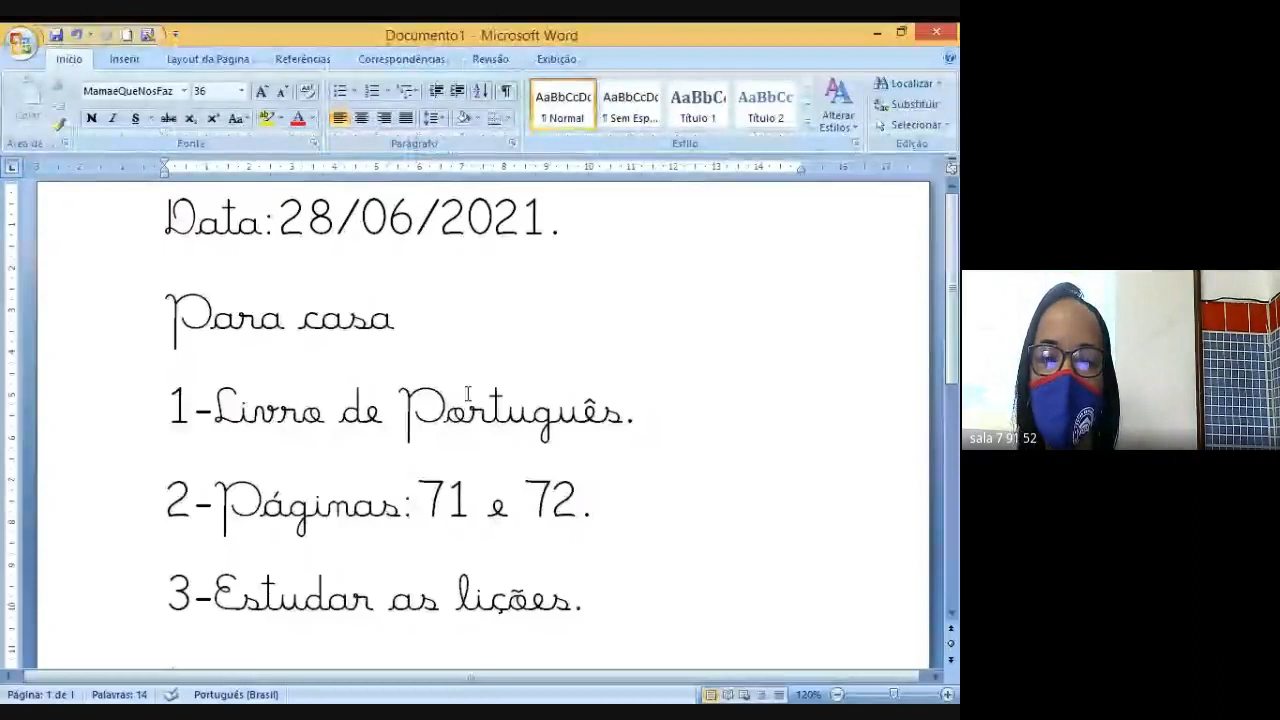 Documento1 - Microsoft Word
Início Inserir Layout da Página Referências Correspondências Revisão Exibição
MamaeQueNosFaz 36
AaBbCcDc AaBbCcDc AaBbC AaBbCc
¶ Normal ¶ Sem Esp... Título 1 Título 2
Alterar Estilos
Localizar
Substituir
Selecionar
Fonte Parágrafo Estilo Edição
Data: 28/06/2021.
Para casa
1-Livro de Português.
2-Páginas: 71 e 72.
3-Estudar as lições.
sala 7 91 52
Página: 1 de 1 Palavras: 14 Português (Brasil) 120%